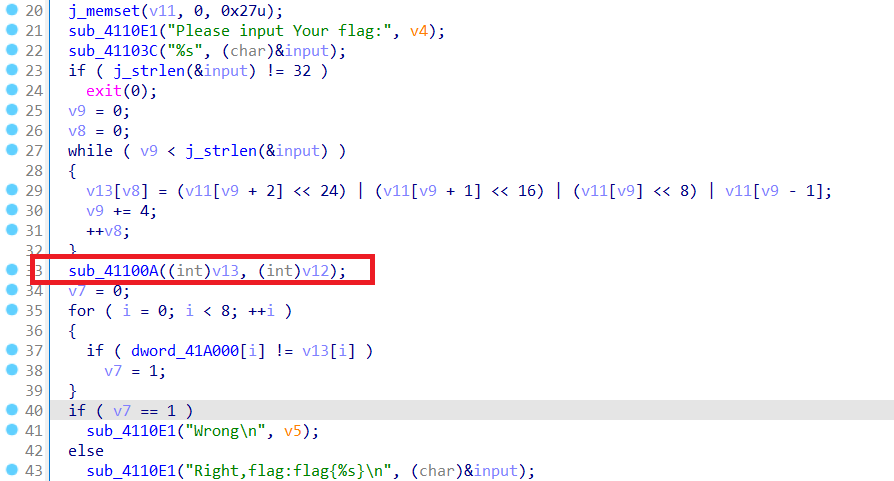 20 j_memset(v11, 0, 0x27u);
21 sub_4110E1("Please input Your flag:", v4);
22 sub_41103C("%s", (char)&input);
23 if ( j_strlen(&input) != 32 )
24 exit(0);
25 v9 = 0;
26 v8 = 0;
27 while ( v9 < j_strlen(&input) )
28 {
29 v13[v8] = (v11[v9 + 2] << 24) | (v11[v9 + 1] << 16) | (v11[v9] << 8) | v11[v9 - 1];
30 v9 += 4;
31 ++v8;
32 }
33 sub_41100A((int)v13, (int)v12);
34 v7 = 0;
35 for ( i = 0; i < 8; ++i )
36 {
37 if ( dword_41A000[i] != v13[i] )
38 v7 = 1;
39 }
40 if ( v7 == 1 )
41 sub_4110E1("Wrong\n", v5);
42 else
43 sub_4110E1("Right,flag:flag{%s}\n", (char)&input);